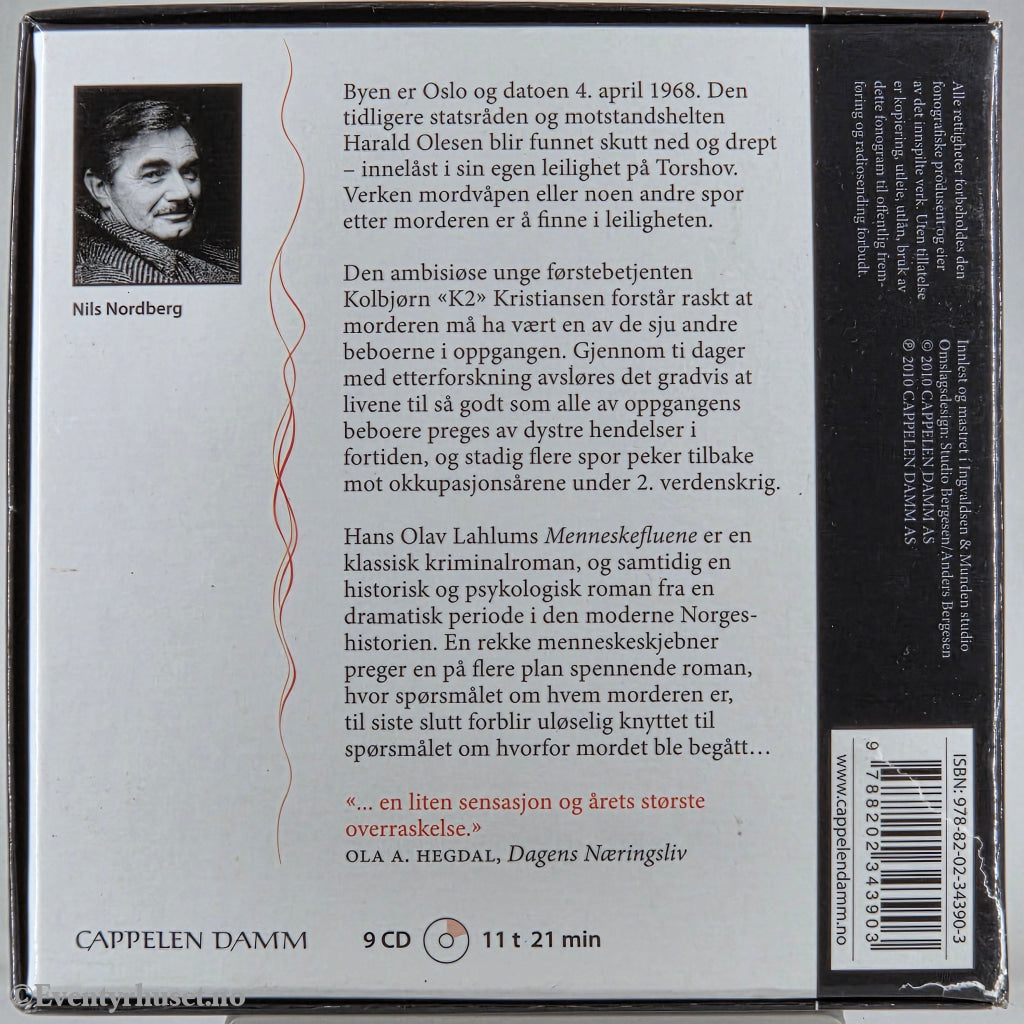 Byen er Oslo og datoen 4. april 1968. Den
tidligere statsråden og motstandshelten
Harald Olesen blir funnet skutt ned og drept
– innelåst i sin egen leilighet på Torshov.
Verken mordvåpen eller noen andre spor
etter morderen er å finne i leiligheten.
Nils Nordberg
Den ambisiøse unge førstebetjenten
Kolbjørn «K2» Kristiansen forstår raskt at
morderen må ha vært en av de sju andre
beboerne i oppgangen. Gjennom ti dager
med etterforskning avsløres det gradvis at
livene til så godt som alle av oppgangens
beboere preges av dystre hendelser i
fortiden, og stadig flere spor peker tilbake
mot okkupasjonsårene under 2. verdenskrig.
Hans Olav Lahlums Menneskefluene er en
klassisk kriminalroman, og samtidig en
historisk og psykologisk roman fra en
dramatisk periode i den moderne Norges-
historien. En rekke menneskeskjebner
preger en på flere plan spennende roman,
hvor spørsmålet om hvem morderen er,
til siste slutt forblir uløselig knyttet til
spørsmålet om hvorfor mordet ble begått…
«... en liten sensasjon og årets største
overraskelse.»
OLA A. HEGDAL, Dagens Næringsliv
CAPPELEN DAMM
9 CD
11 t 21 min
Alle rettigheter forbeholdes den
fonografiske produsent og eier
av det innspilte verk. Uten tillatelse
er kopiering, utleie, utlån, bruk av
dette fonogram til offentlig frem-
føring og radiosending forbudt.
Innlest og mastret i Ingvaldsen & Munden studio
Omslagsdesign: Studio Bergesen/Anders Bergesen
© 2010 CAPPELEN DAMM AS
℗ 2010 CAPPELEN DAMM AS
ISBN: 978-82-02-34390-3
9 788202 343903
www.cappelendamm.no
©Eventyrhuset.no